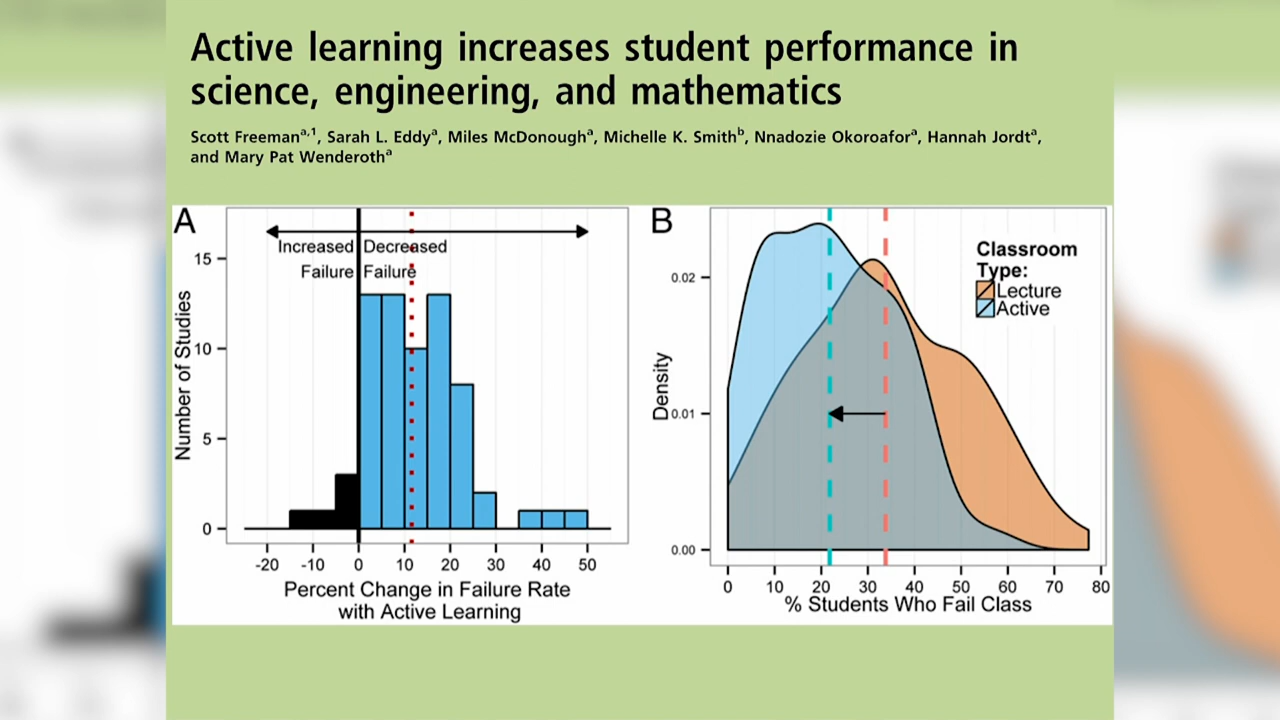 Active learning increases student performance in
science, engineering, and mathematics
Scott Freemanᵃ,¹, Sarah L. Eddyᵃ, Miles McDonoughᵃ, Michelle K. Smithᵇ, Nnadozie Okoroaforᵃ, Hannah Jordtᵃ,
and Mary Pat Wenderothᵃ
A
Increased
Failure
Decreased
Failure
15
10
5
0
Number of Studies
-20 -10 0 10 20 30 40 50
Percent Change in Failure Rate
with Active Learning
B
Classroom
Type:
Lecture
Active
0.02
0.01
0.00
Density
0 10 20 30 40 50 60 70 80
% Students Who Fail Class